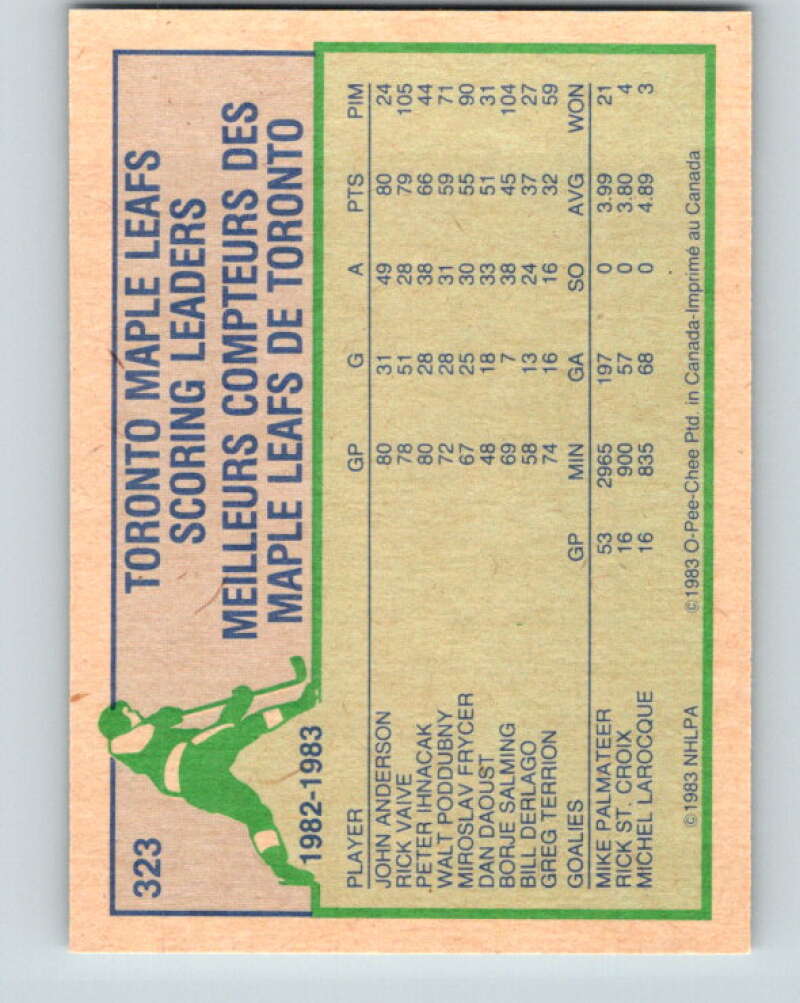 323
TORONTO MAPLE LEAFS
SCORING LEADERS
MEILLEURS COMPTEURS DES
MAPLE LEAFS DE TORONTO
1982-1983
PLAYER GP G A PTS PIM
JOHN ANDERSON 80 31 49 80 24
RICK VAIVE 78 51 28 79 105
PETER IHNACAK 80 28 38 66 44
WALT PODDUBNY 72 28 31 59 71
MIROSLAV FRYCER 67 25 30 55 90
DAN DAOUST 48 18 33 51 31
BORJE SALMING 69 7 38 45 104
BILL DERLAGO 58 13 24 37 27
GREG TERRION 74 16 16 32 59
GOALIES GP MIN GA SO AVG WON
MIKE PALMATEER 53 2965 197 0 3.99 21
RICK ST. CROIX 16 900 57 0 3.80 4
MICHEL LAROCQUE 16 835 68 0 4.89 3
©1983 NHLPA ©1983 O-Pee-Chee Ptd. in Canada-Imprimé au Canada